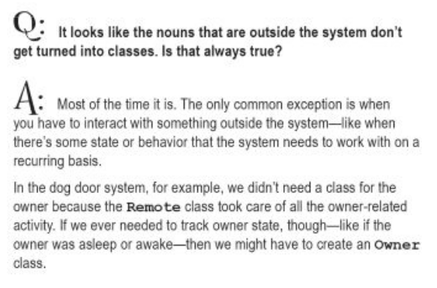 Q: It looks like the nouns that are outside the system don't
get turned into classes. Is that always true?
A: Most of the time it is. The only common exception is when
you have to interact with something outside the system—like when
there's some state or behavior that the system needs to work with on a
recurring basis.
In the dog door system, for example, we didn't need a class for the
owner because the Remote class took care of all the owner-related
activity. If we ever needed to track owner state, though—like if the
owner was asleep or awake—then we might have to create an Owner
class.